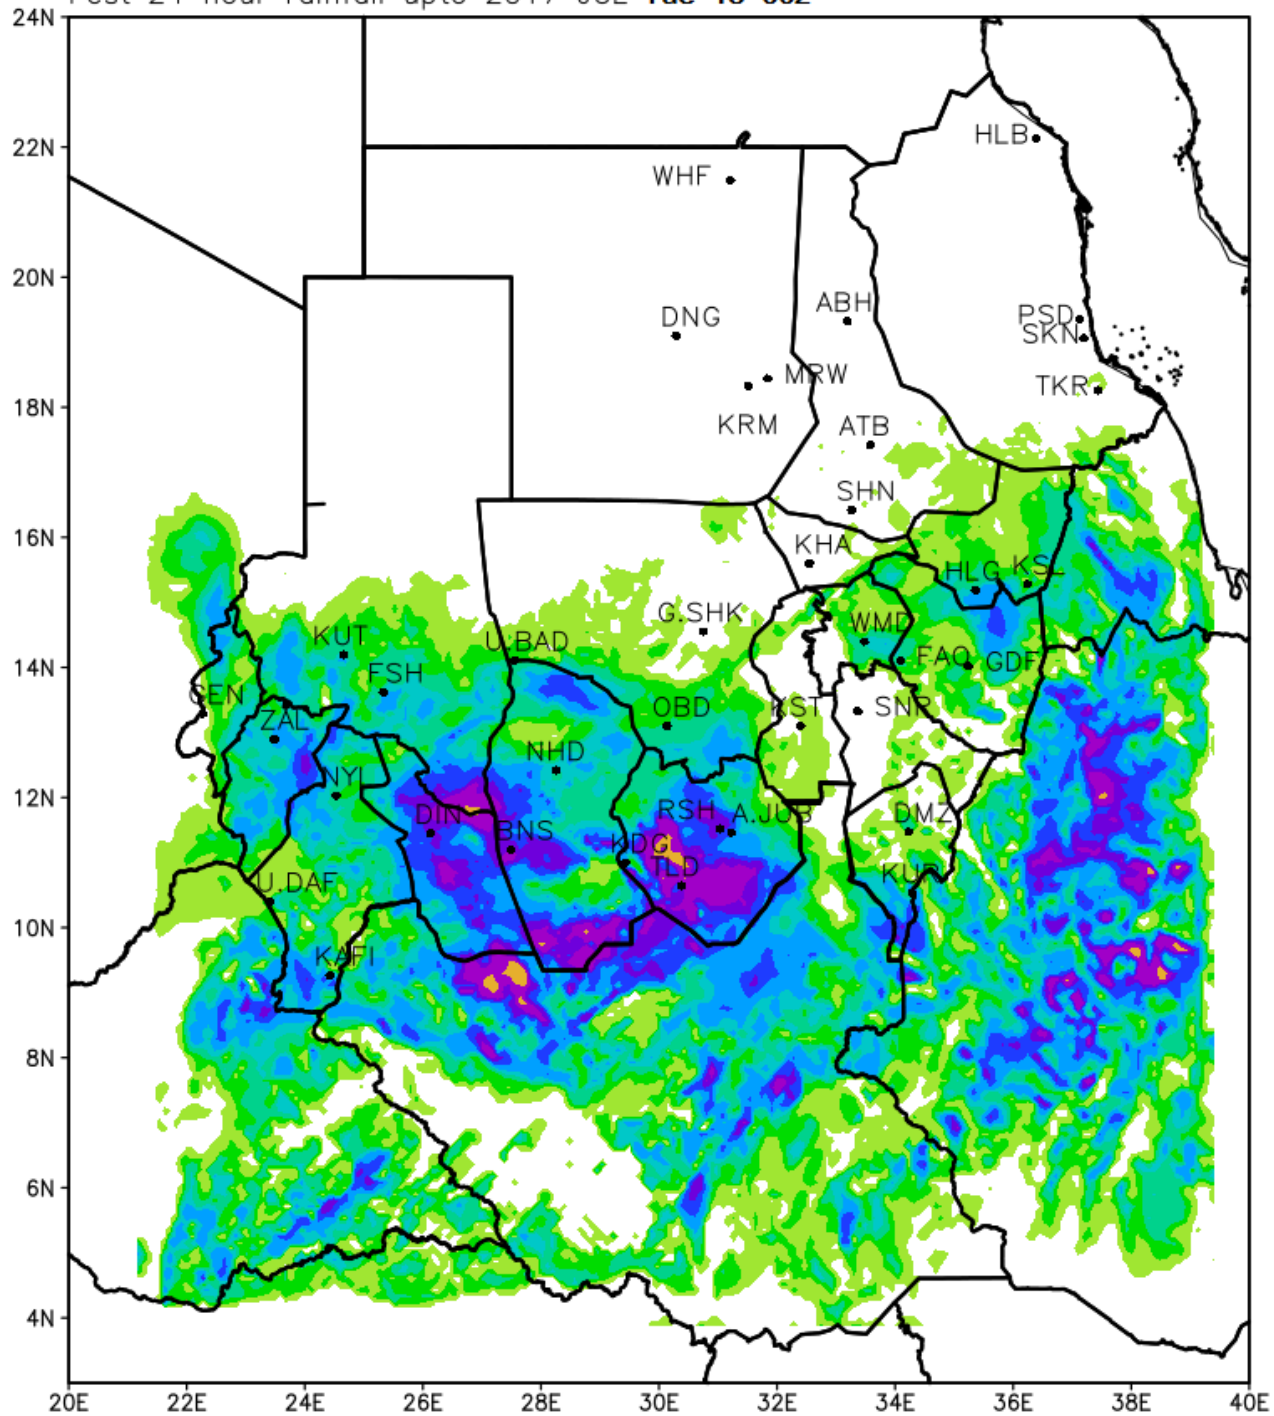 24N
22N
20N
18N
16N
14N
12N
10N
8N
6N
4N
20E 22E 24E 26E 28E 30E 32E 34E 36E 38E 40E
HLB
WHF
ABH
DNG
PSD
SKN
MRW
TKR
KRM
ATB
SHN
KHA
HLG KSL
G.SHK
WMD
KUT
U.BAD
FAO GDF
FSH
GEN
OBD
KST
SNR
ZAL
NHD
NYL
DIN
RSH
A.JUB
DMZ
BNS
KDG
TLD
KUR
U.DAF
KAFI